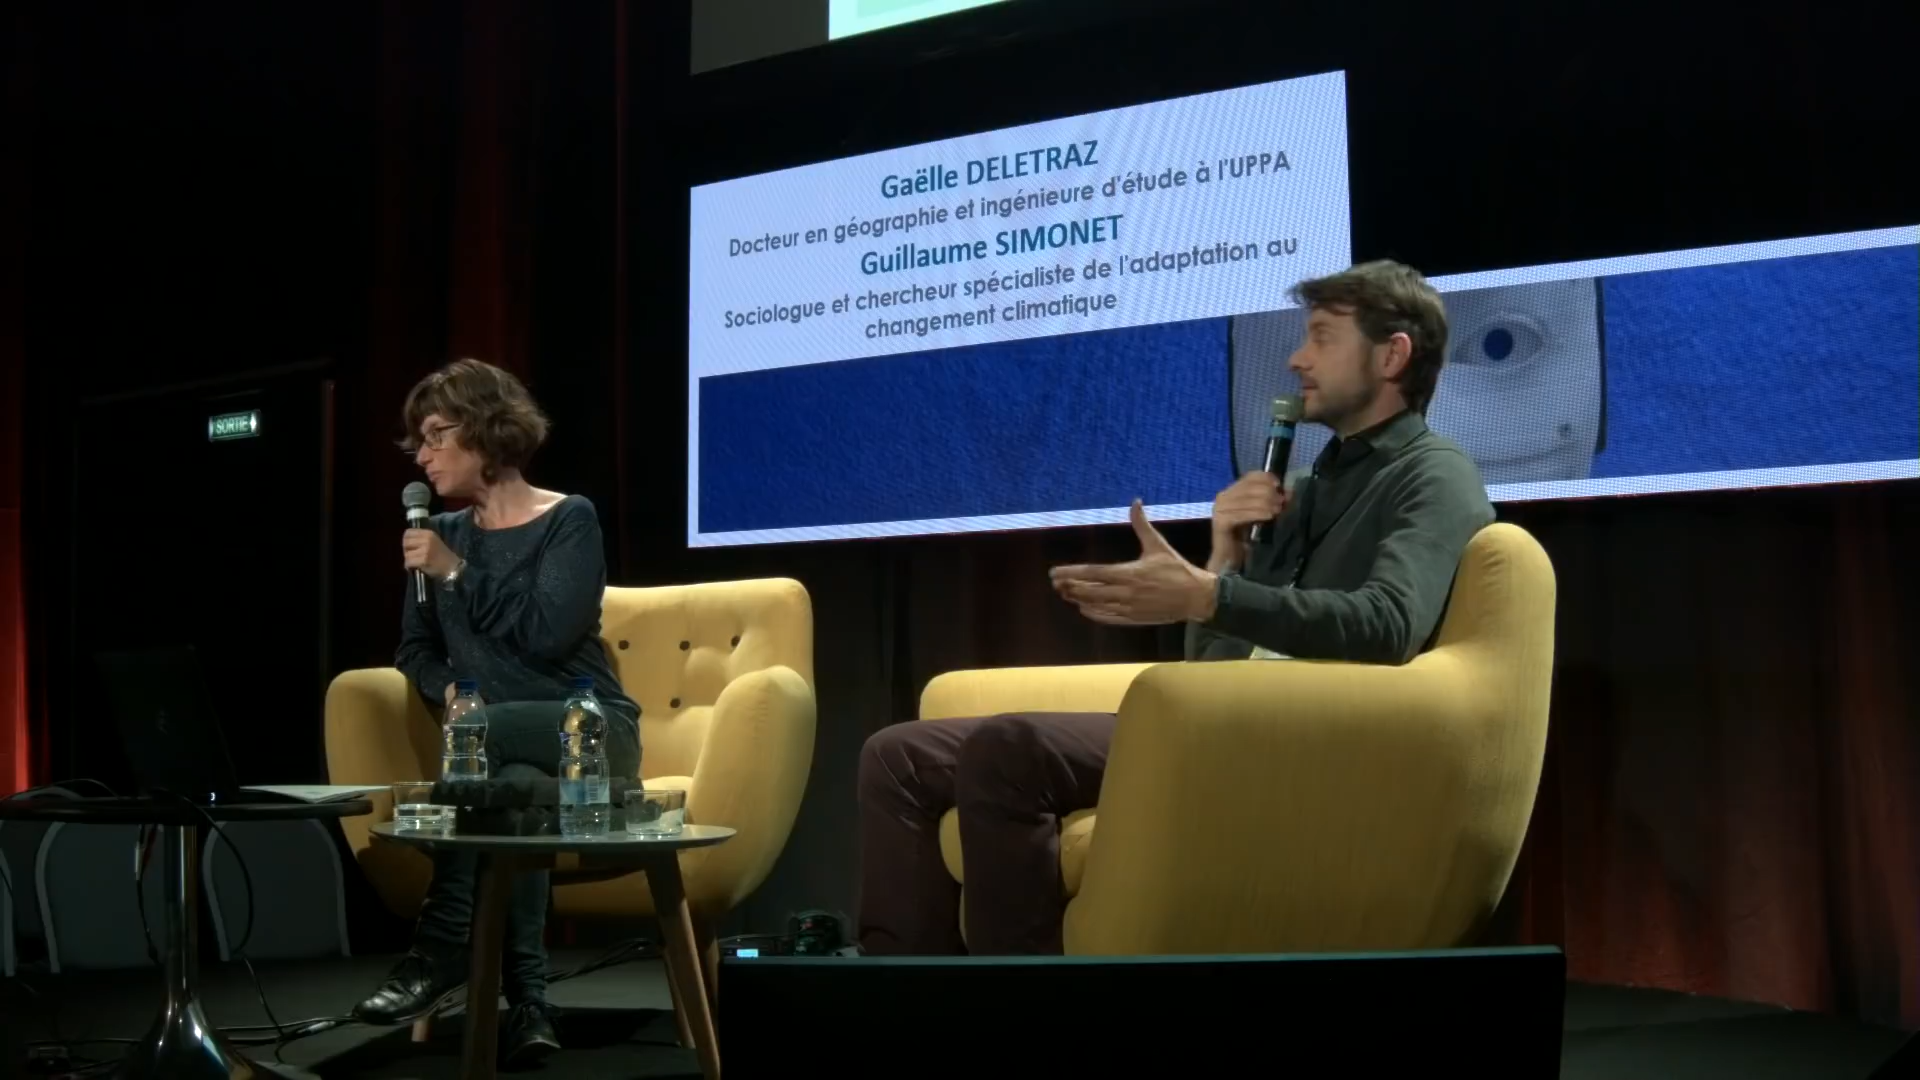 Gaëlle DELETRAZ
Docteur en géographie et ingénieure d'étude à l'UPPA
Guillaume SIMONET
Sociologue et chercheur spécialiste de l'adaptation au
changement climatique
SORTIE